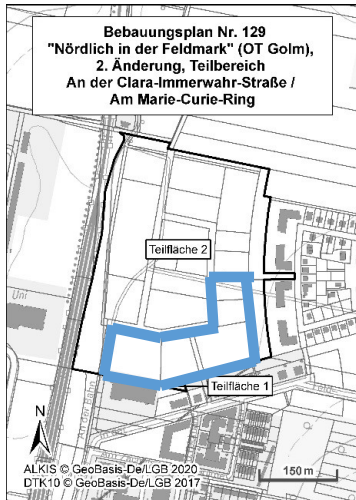 Bebauungsplan Nr. 129
"Nördlich in der Feldmark" (OT Golm),
2. Änderung, Teilbereich
An der Clara-Immerwahr-Straße /
Am Marie-Curie-Ring
Teilfläche 2
Uni
Teilfläche 1
N
ALKIS © GeoBasis-De/LGB 2020
DTK10 © GeoBasis-De/LGB 2017
150 m